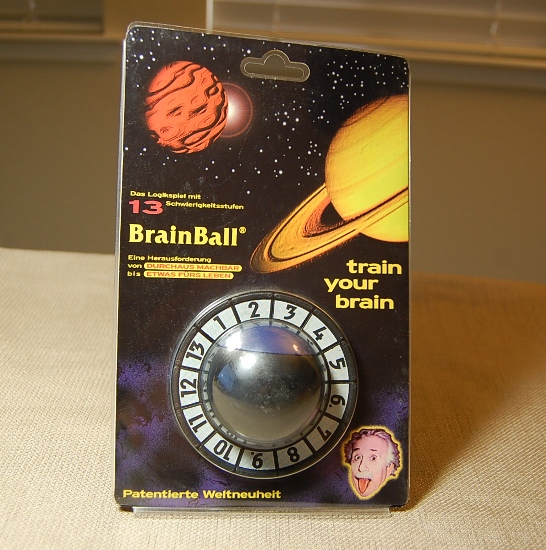 Das Logikspiel mit
13 Schwierigkeitsstufen
BrainBall®
Eine Herausforderung
von DURCHAUS MACHBAR
bis ETWAS FÜRS LEBEN
train
your
brain
1 2 3 4 5 6 7 8 9 10 11 12 13
Patentierte Weltneuheit